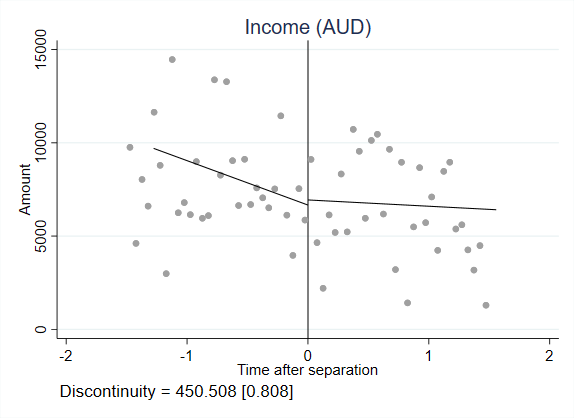 Income (AUD)
15000
10000
5000
0
Amount
-2
-1
0
1
2
Time after separation
Discontinuity = 450.508 [0.808]